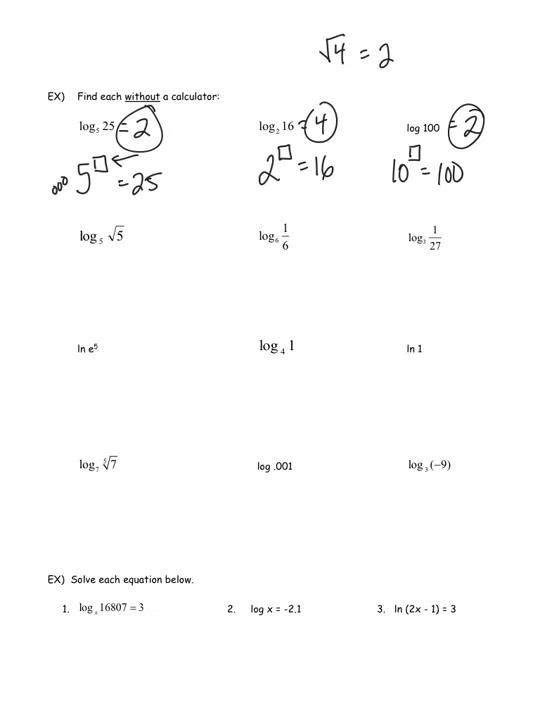 √4 = 2
EX) Find each without a calculator:
log₅ 25 = 2    log₂ 16 = 4    log 100 = 2
5^□ = 25    2^□ = 16    10^□ = 100
log₅ √5    log₆ 1/6    log₃ 1/27
ln e⁵    log₄ 1    ln 1
log₇ ⁵√7    log .001    log₃ (−9)
EX) Solve each equation below.
1. logₓ 16807 = 3    2. log x = -2.1    3. ln (2x - 1) = 3